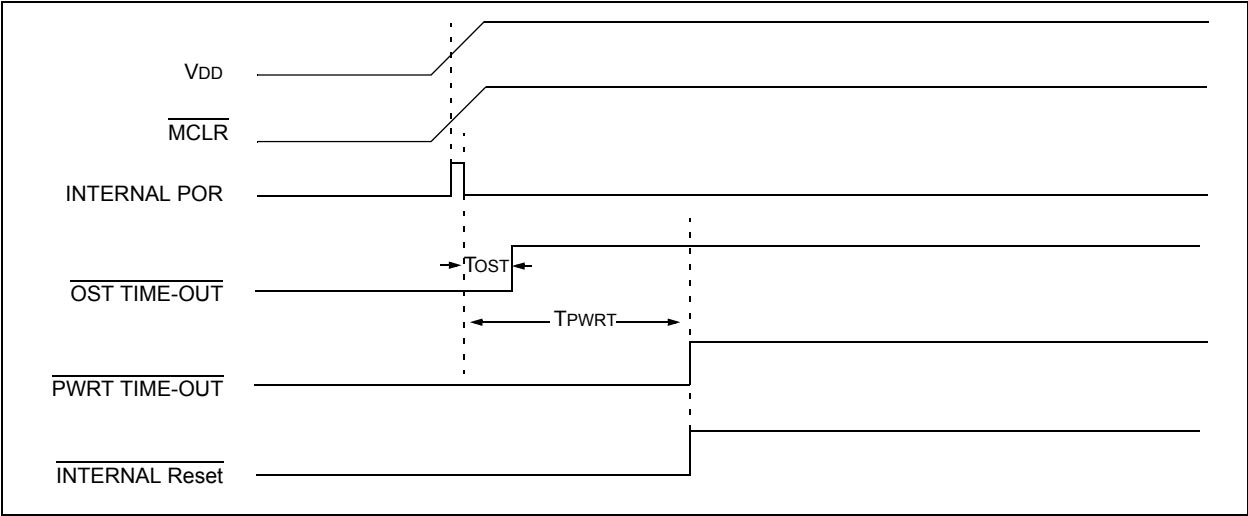 VDD
MCLR
INTERNAL POR
TOST
OST TIME-OUT
TPWRT
PWRT TIME-OUT
INTERNAL Reset